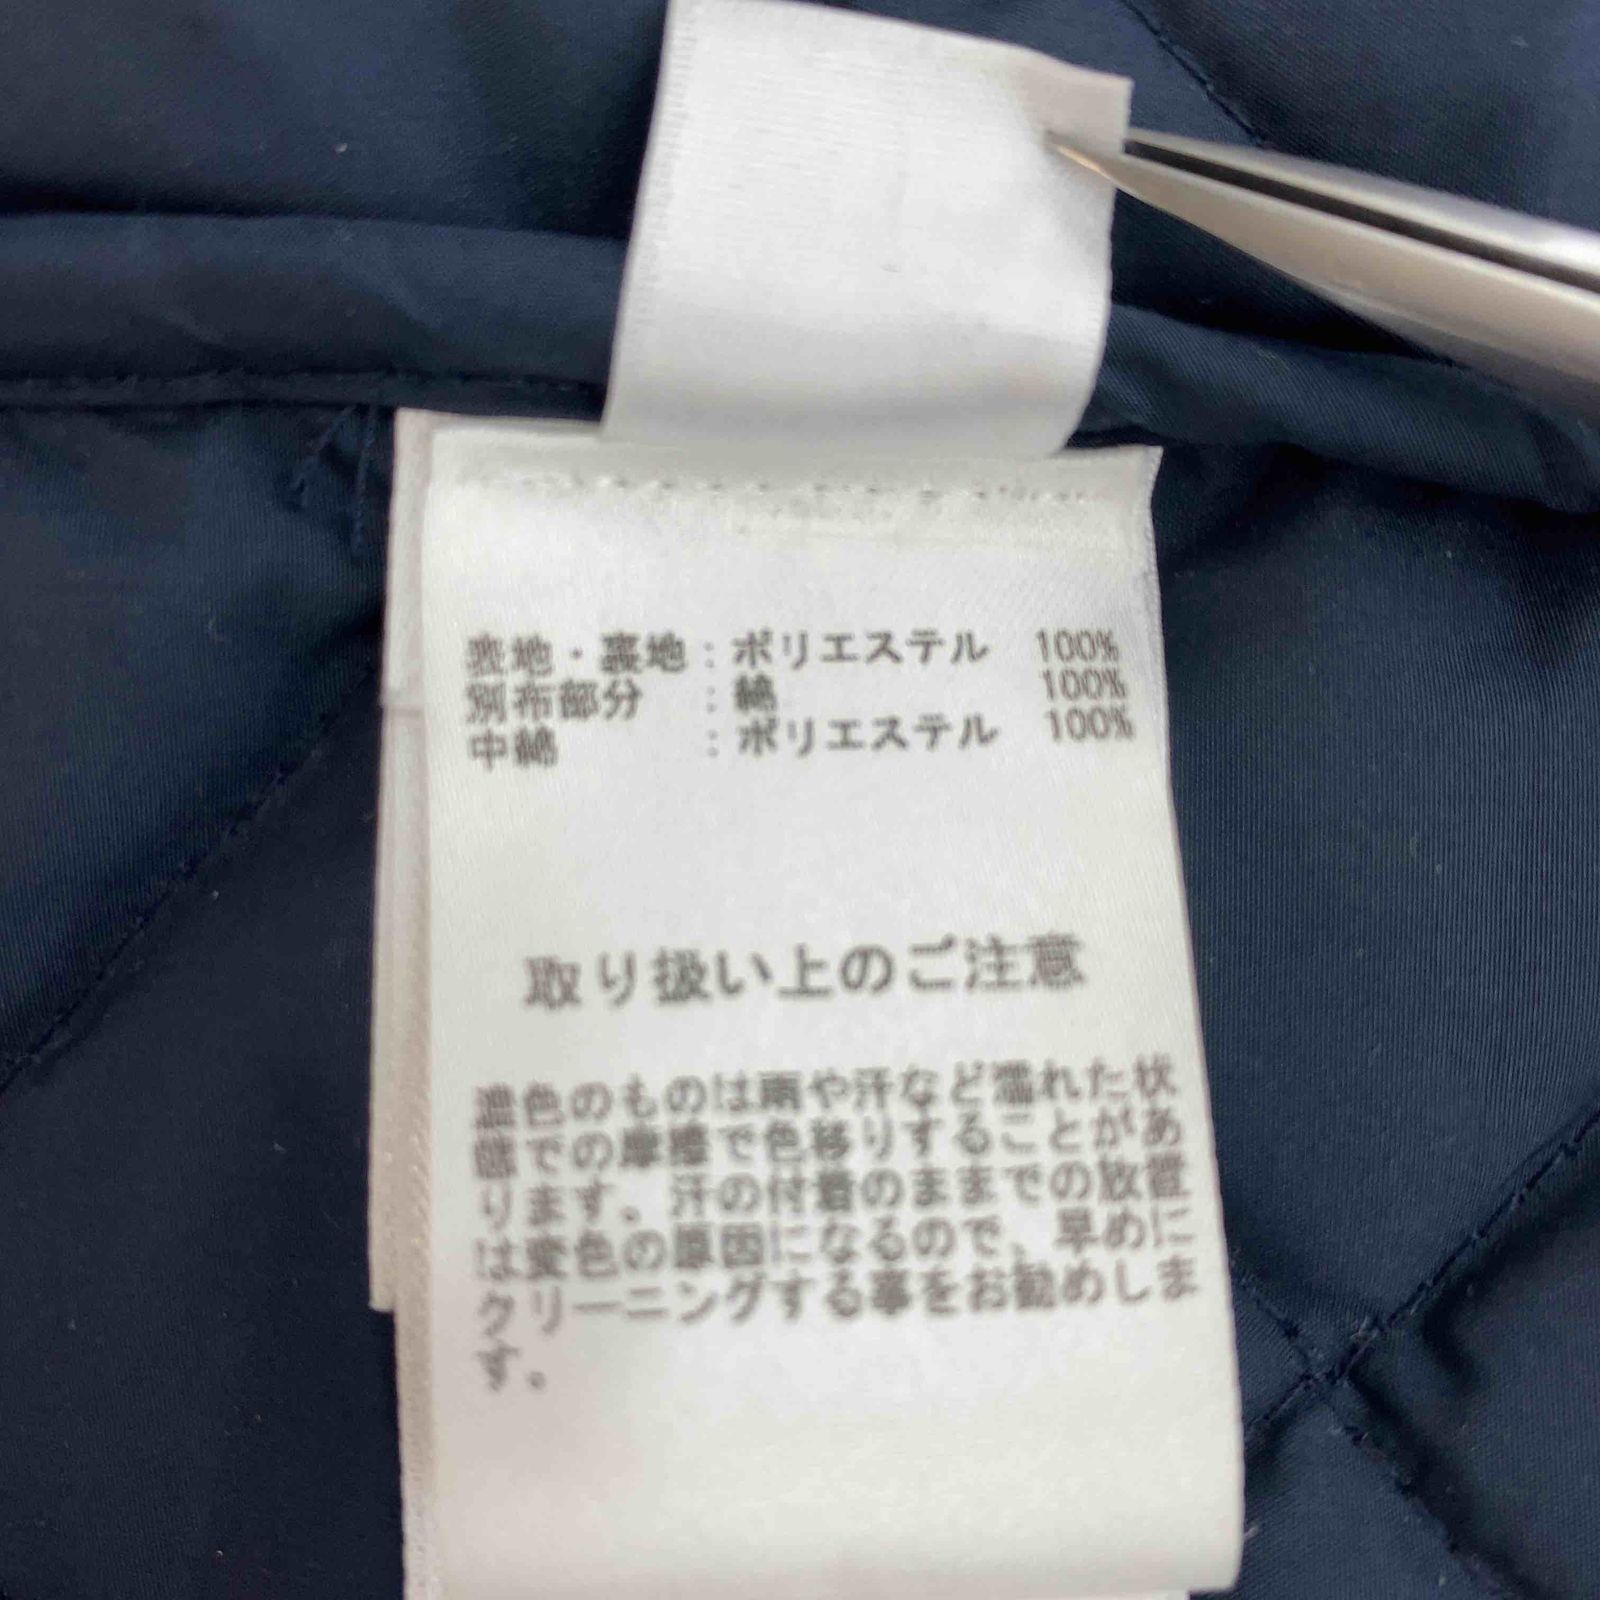 表地・裏地：ポリエステル 100%
別布部分 ：綿 100%
中綿 ：ポリエステル 100%
取り扱い上のご注意
濃色のものは雨や汗など濡れた状
態での摩擦で色移りすることがあ
ります。汗の付着のままでの放置
は変色の原因になるので、早めに
クリーニングする事をお勧めしま
す。